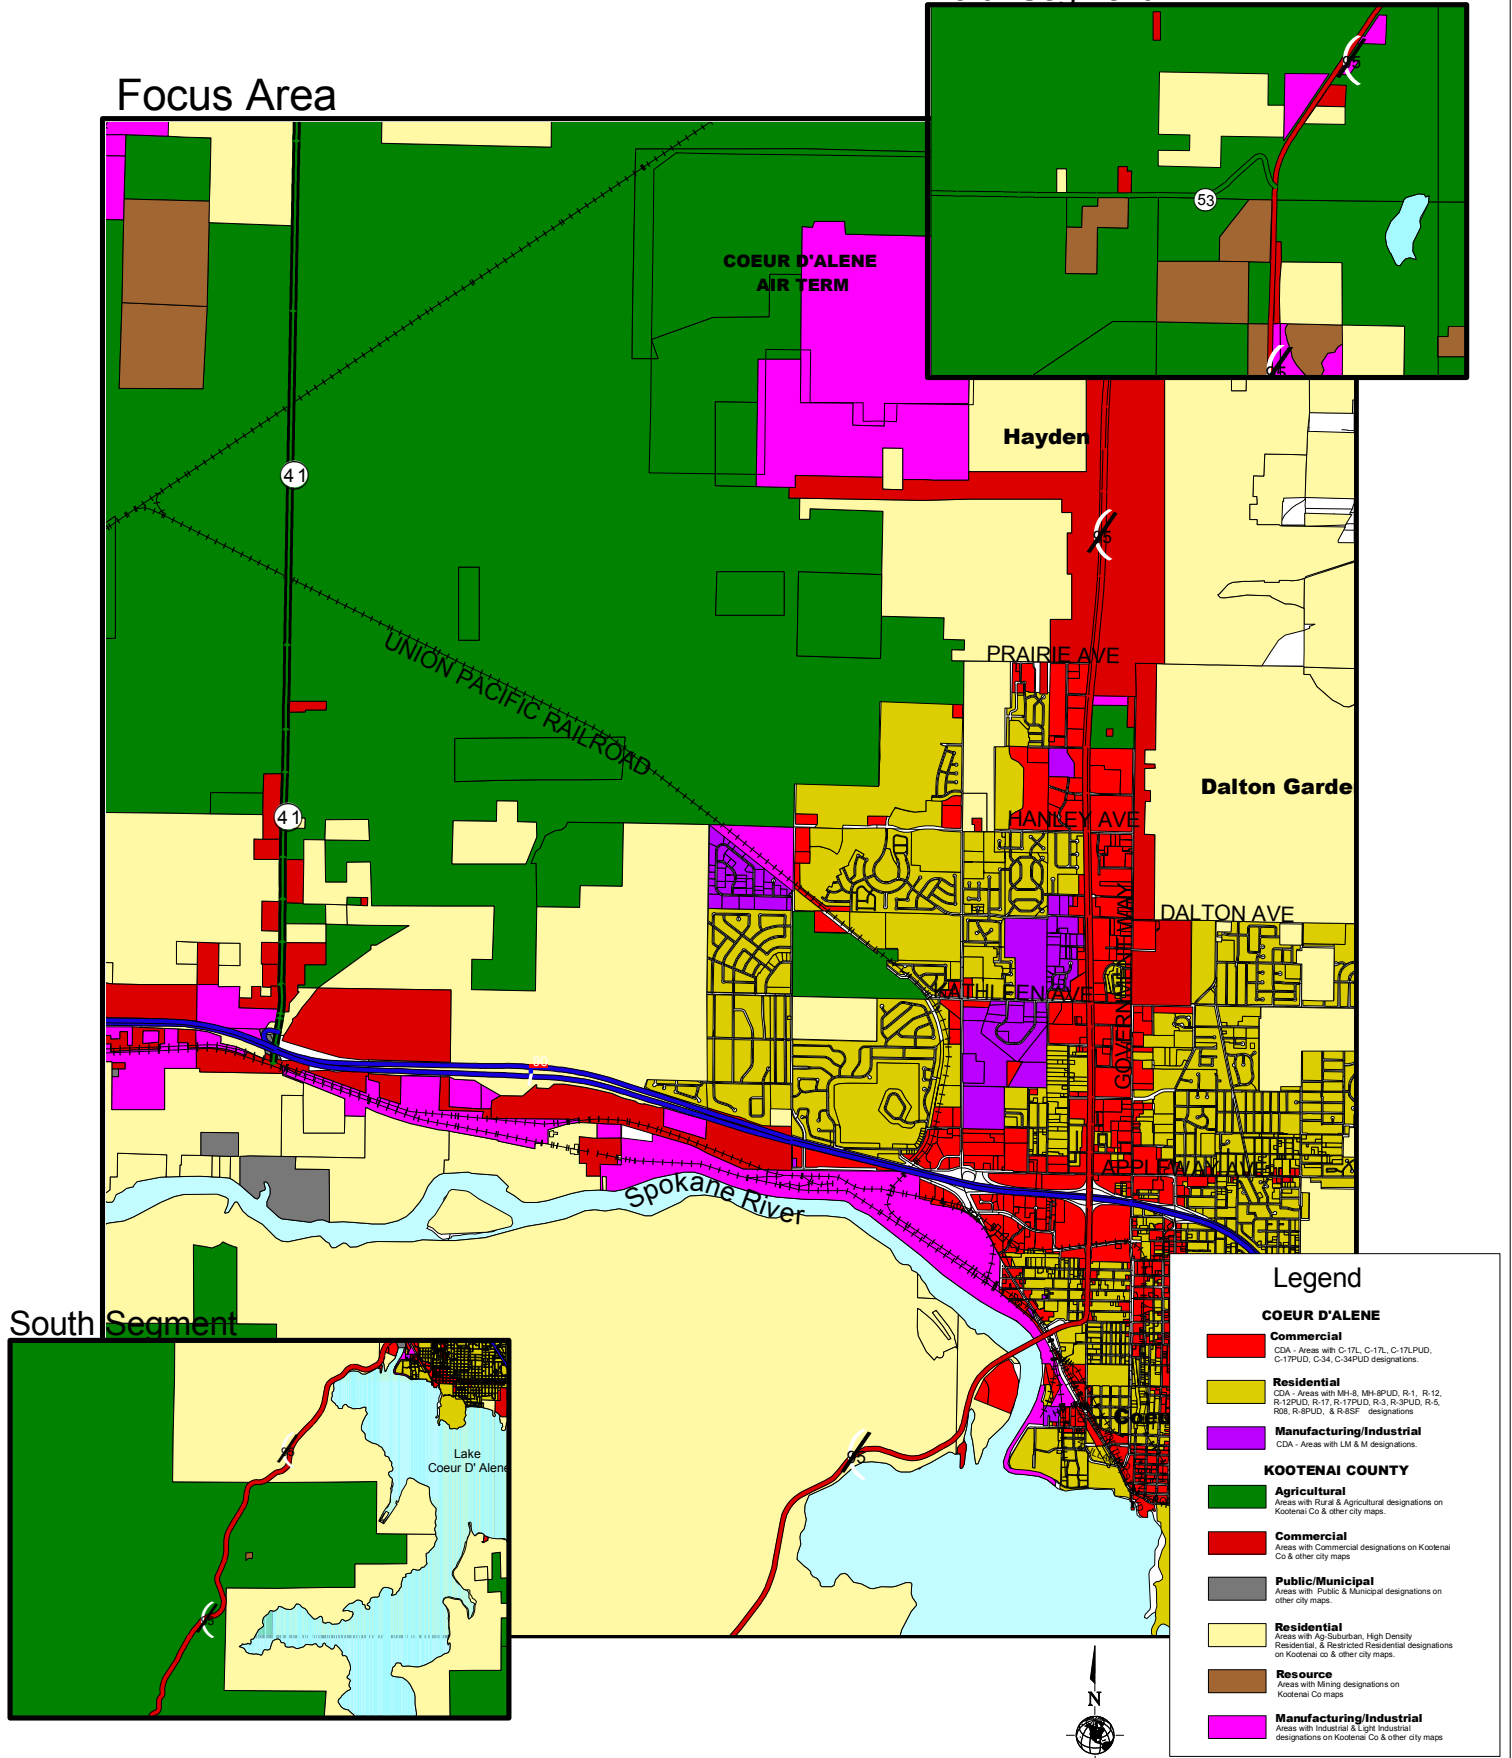 Focus Area
95
53
95
COEUR D'ALENE
AIR TERM
Hayden
41
95
UNION PACIFIC RAILROAD
PRAIRIE AVE
Dalton Garde
41
HANLEY AVE
GOVERNMENT WAY
DALTON AVE
KATHLEEN AVE
90
APPLEWAY AVE
Spokane River
95
South Segment
95
Lake
Coeur D' Alene
95
N
Legend
COEUR D'ALENE
Commercial
CDA - Areas with C-17L, C-17L, C-17LPUD,
C-17PUD, C-34, C-34PUD designations.
Residential
CDA - Areas with MH-8, MH-8PUD, R-1, R-12,
R-12PUD, R-17, R-17PUD, R-3, R-3PUD, R-5,
R08, R-8PUD, & R-8SF designations
Manufacturing/Industrial
CDA - Areas with LM & M designations.
KOOTENAI COUNTY
Agricultural
Areas with Rural & Agricultural designations on
Kootenai Co & other city maps.
Commercial
Areas with Commercial designations on Kootenai
Co & other city maps
Public/Municipal
Areas with Public & Municipal designations on
other city maps.
Residential
Areas with Ag-Suburban, High Density
Residential, & Restricted Residential designations
on Kootenai co & other city maps.
Resource
Areas with Mining designations on
Kootenai Co maps
Manufacturing/Industrial
Areas with Industrial & Light Industrial
designations on Kootenai Co & other city maps